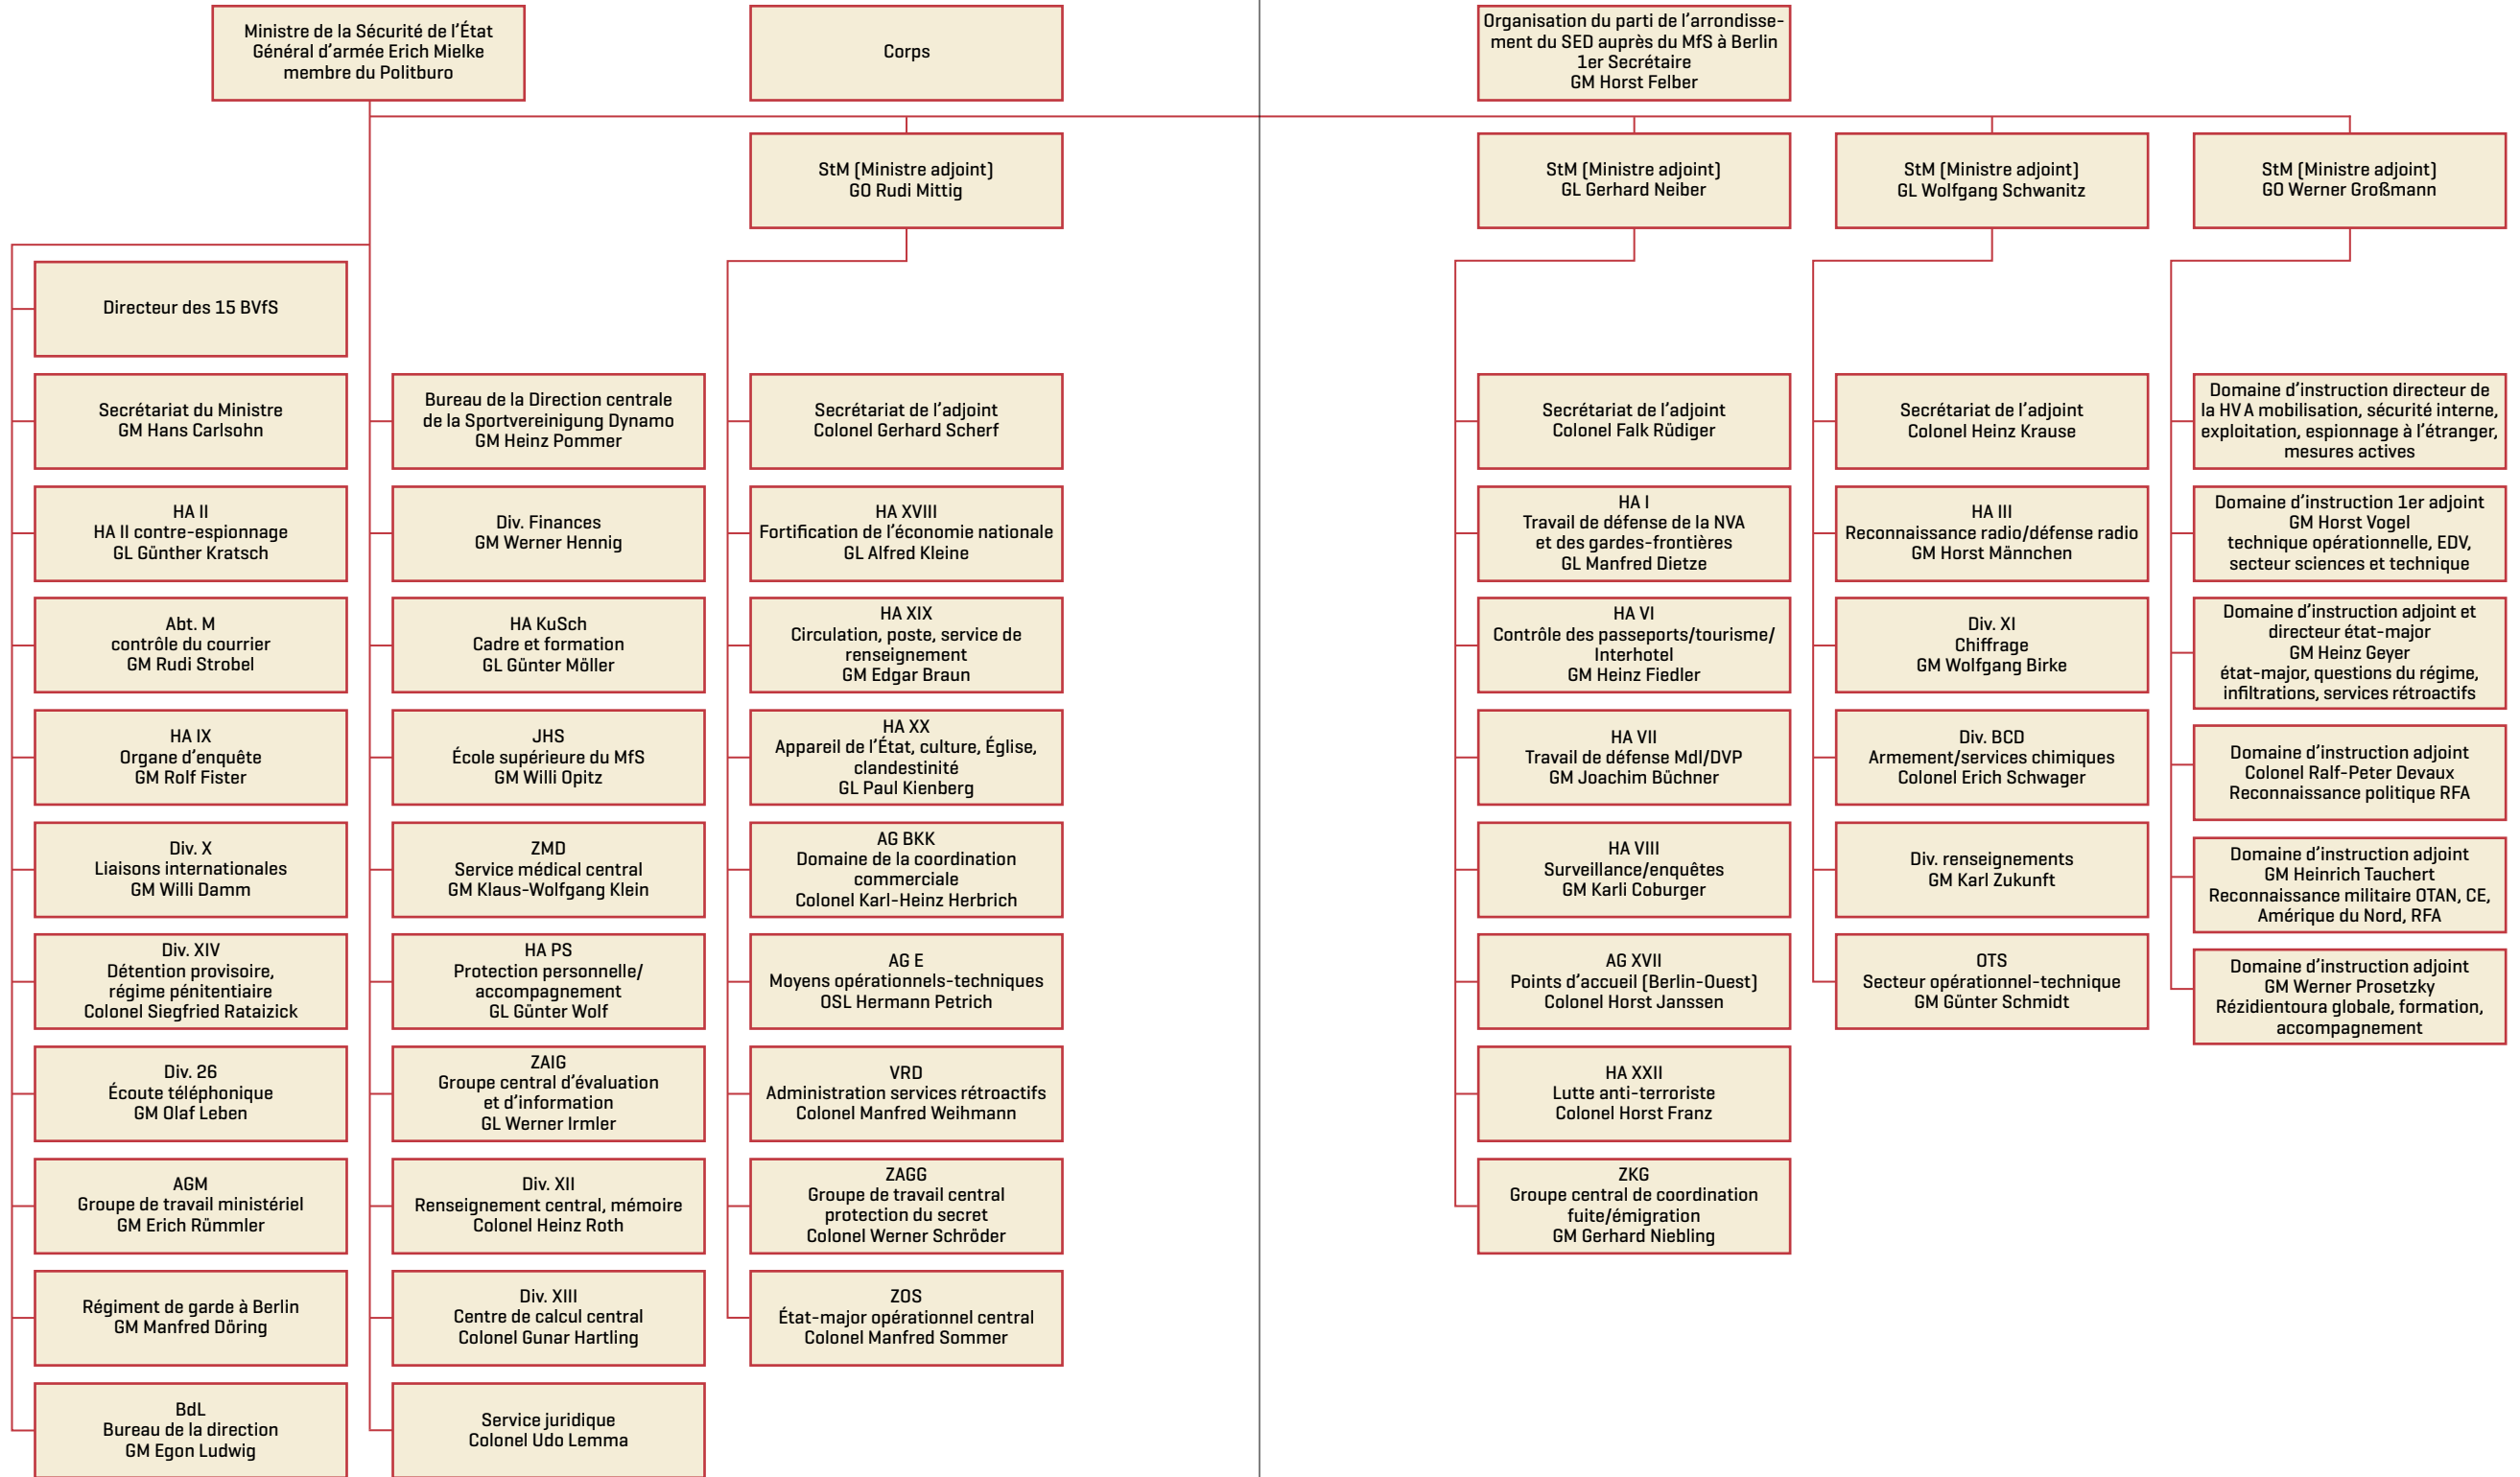 Ministre de la Sécurité de l'État
Général d'armée Erich Mielke
membre du Politburo
Corps
Organisation du parti de l'arrondisse-
ment du SED auprès du MfS à Berlin
1er Secrétaire
GM Horst Felber
StM (Ministre adjoint)
GO Rudi Mittig
StM (Ministre adjoint)
GL Gerhard Neiber
StM (Ministre adjoint)
GL Wolfgang Schwanitz
StM (Ministre adjoint)
GO Werner Großmann
Directeur des 15 BVfS
Secrétariat du Ministre
GM Hans Carlsohn
HA II
HA II contre-espionnage
GL Günther Kratsch
Abt. M
contrôle du courrier
GM Rudi Strobel
HA IX
Organe d'enquête
GM Rolf Fister
Div. X
Liaisons internationales
GM Willi Damm
Div. XIV
Détention provisoire,
régime pénitentiaire
Colonel Siegfried Rataizick
Div. 26
Écoute téléphonique
GM Olaf Leben
AGM
Groupe de travail ministériel
GM Erich Rümmler
Régiment de garde à Berlin
GM Manfred Döring
BdL
Bureau de la direction
GM Egon Ludwig
Bureau de la Direction centrale
de la Sportvereinigung Dynamo
GM Heinz Pommer
Div. Finances
GM Werner Hennig
HA KuSch
Cadre et formation
GL Günter Möller
JHS
École supérieure du MfS
GM Willi Opitz
ZMD
Service médical central
GM Klaus-Wolfgang Klein
HA PS
Protection personnelle/
accompagnement
GL Günter Wolf
ZAIG
Groupe central d'évaluation
et d'information
GL Werner Irmler
Div. XII
Renseignement central, mémoire
Colonel Heinz Roth
Div. XIII
Centre de calcul central
Colonel Gunar Hartling
Service juridique
Colonel Udo Lemma
Secrétariat de l'adjoint
Colonel Gerhard Scherf
HA XVIII
Fortification de l'économie nationale
GL Alfred Kleine
HA XIX
Circulation, poste, service de
renseignement
GM Edgar Braun
HA XX
Appareil de l'État, culture, Église,
clandestinité
GL Paul Kienberg
AG BKK
Domaine de la coordination
commerciale
Colonel Karl-Heinz Herbrich
AG E
Moyens opérationnels-techniques
OSL Hermann Petrich
VRD
Administration services rétroactifs
Colonel Manfred Weihmann
ZAGG
Groupe de travail central
protection du secret
Colonel Werner Schröder
ZOS
État-major opérationnel central
Colonel Manfred Sommer
Secrétariat de l'adjoint
Colonel Falk Rüdiger
HA I
Travail de défense de la NVA
et des gardes-frontières
GL Manfred Dietze
HA VI
Contrôle des passeports/tourisme/
Interhotel
GM Heinz Fiedler
HA VII
Travail de défense MdI/DVP
GM Joachim Büchner
HA VIII
Surveillance/enquêtes
GM Karli Coburger
AG XVII
Points d'accueil (Berlin-Ouest)
Colonel Horst Janssen
HA XXII
Lutte anti-terroriste
Colonel Horst Franz
ZKG
Groupe central de coordination
fuite/émigration
GM Gerhard Niebling
Secrétariat de l'adjoint
Colonel Heinz Krause
HA III
Reconnaissance radio/défense radio
GM Horst Männchen
Div. XI
Chiffrage
GM Wolfgang Birke
Div. BCD
Armement/services chimiques
Colonel Erich Schwager
Div. renseignements
GM Karl Zukunft
OTS
Secteur opérationnel-technique
GM Günter Schmidt
Domaine d'instruction directeur de
la HV A mobilisation, sécurité interne,
exploitation, espionnage à l'étranger,
mesures actives
Domaine d'instruction 1er adjoint
GM Horst Vogel
technique opérationnelle, EDV,
secteur sciences et technique
Domaine d'instruction adjoint et
directeur état-major
GM Heinz Geyer
état-major, questions du régime,
infiltrations, services rétroactifs
Domaine d'instruction adjoint
Colonel Ralf-Peter Devaux
Reconnaissance politique RFA
Domaine d'instruction adjoint
GM Heinrich Tauchert
Reconnaissance militaire OTAN, CE,
Amérique du Nord, RFA
Domaine d'instruction adjoint
GM Werner Prosetzky
Rézidientoura globale, formation,
accompagnement